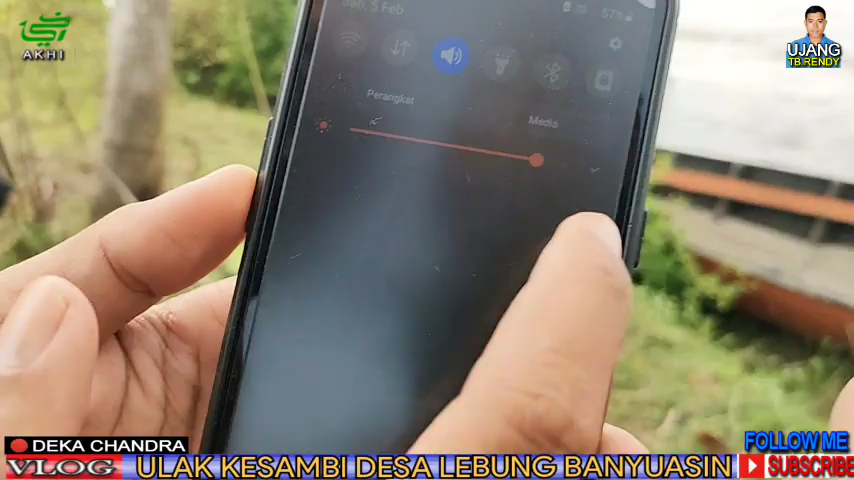 اكي
AKHI
Sab, 5 Feb
57%
Perangkat
Media
UJANG
TB.RENDY
DEKA CHANDRA
VLOG
ULAK KESAMBI DESA LEBUNG BANYUASIN
FOLLOW ME
SUBSCRIBE